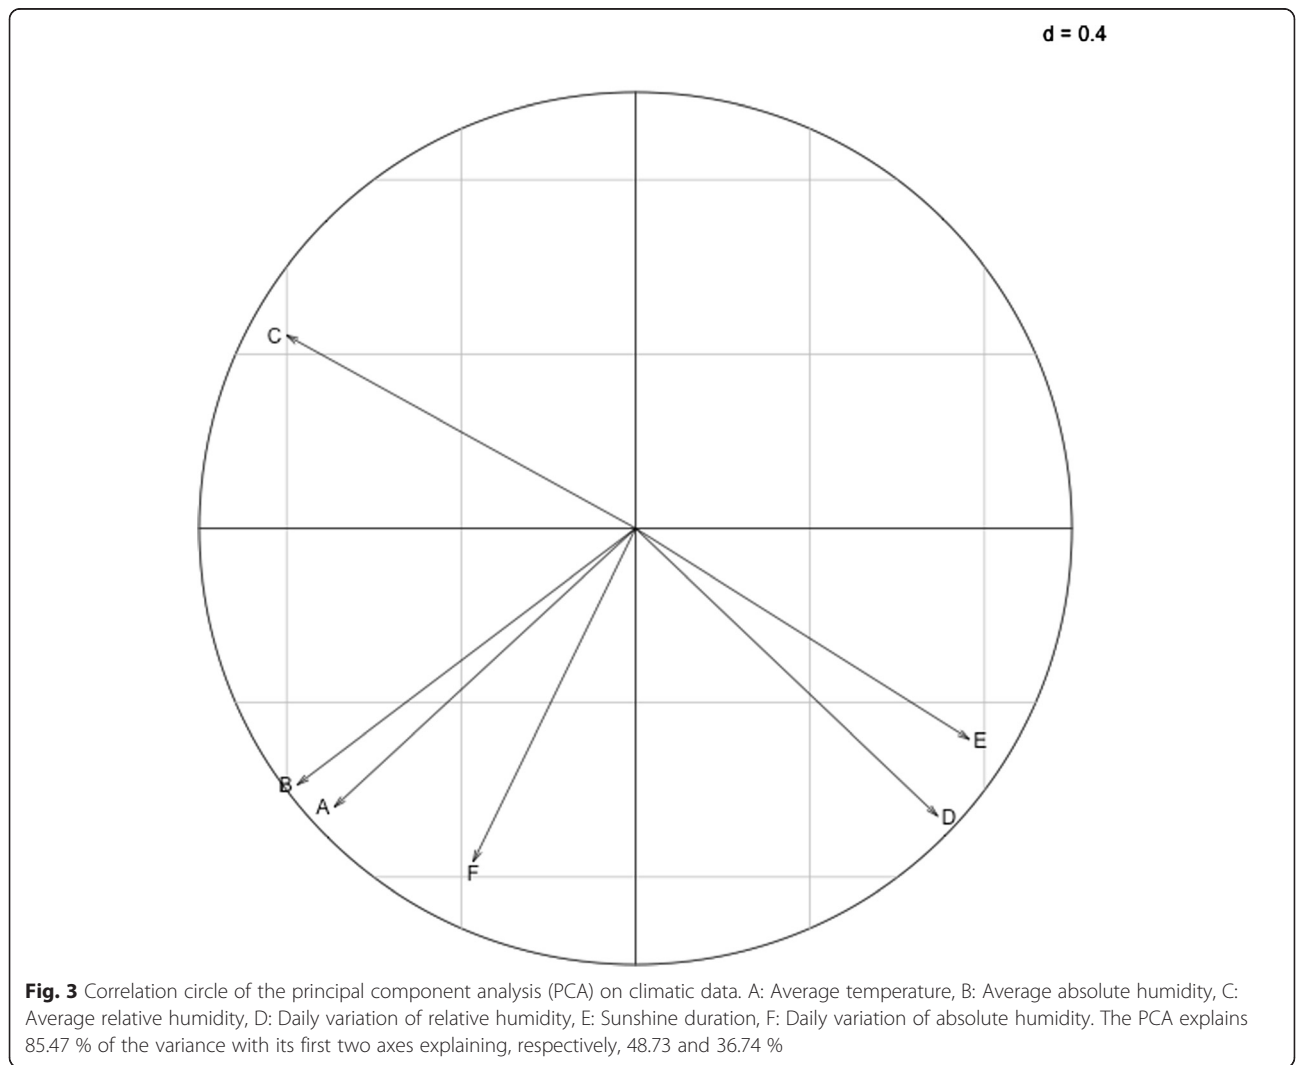 d = 0.4
C
E
B
A
D
F
Fig. 3 Correlation circle of the principal component analysis (PCA) on climatic data. A: Average temperature, B: Average absolute humidity, C:
Average relative humidity, D: Daily variation of relative humidity, E: Sunshine duration, F: Daily variation of absolute humidity. The PCA explains
85.47 % of the variance with its first two axes explaining, respectively, 48.73 and 36.74 %